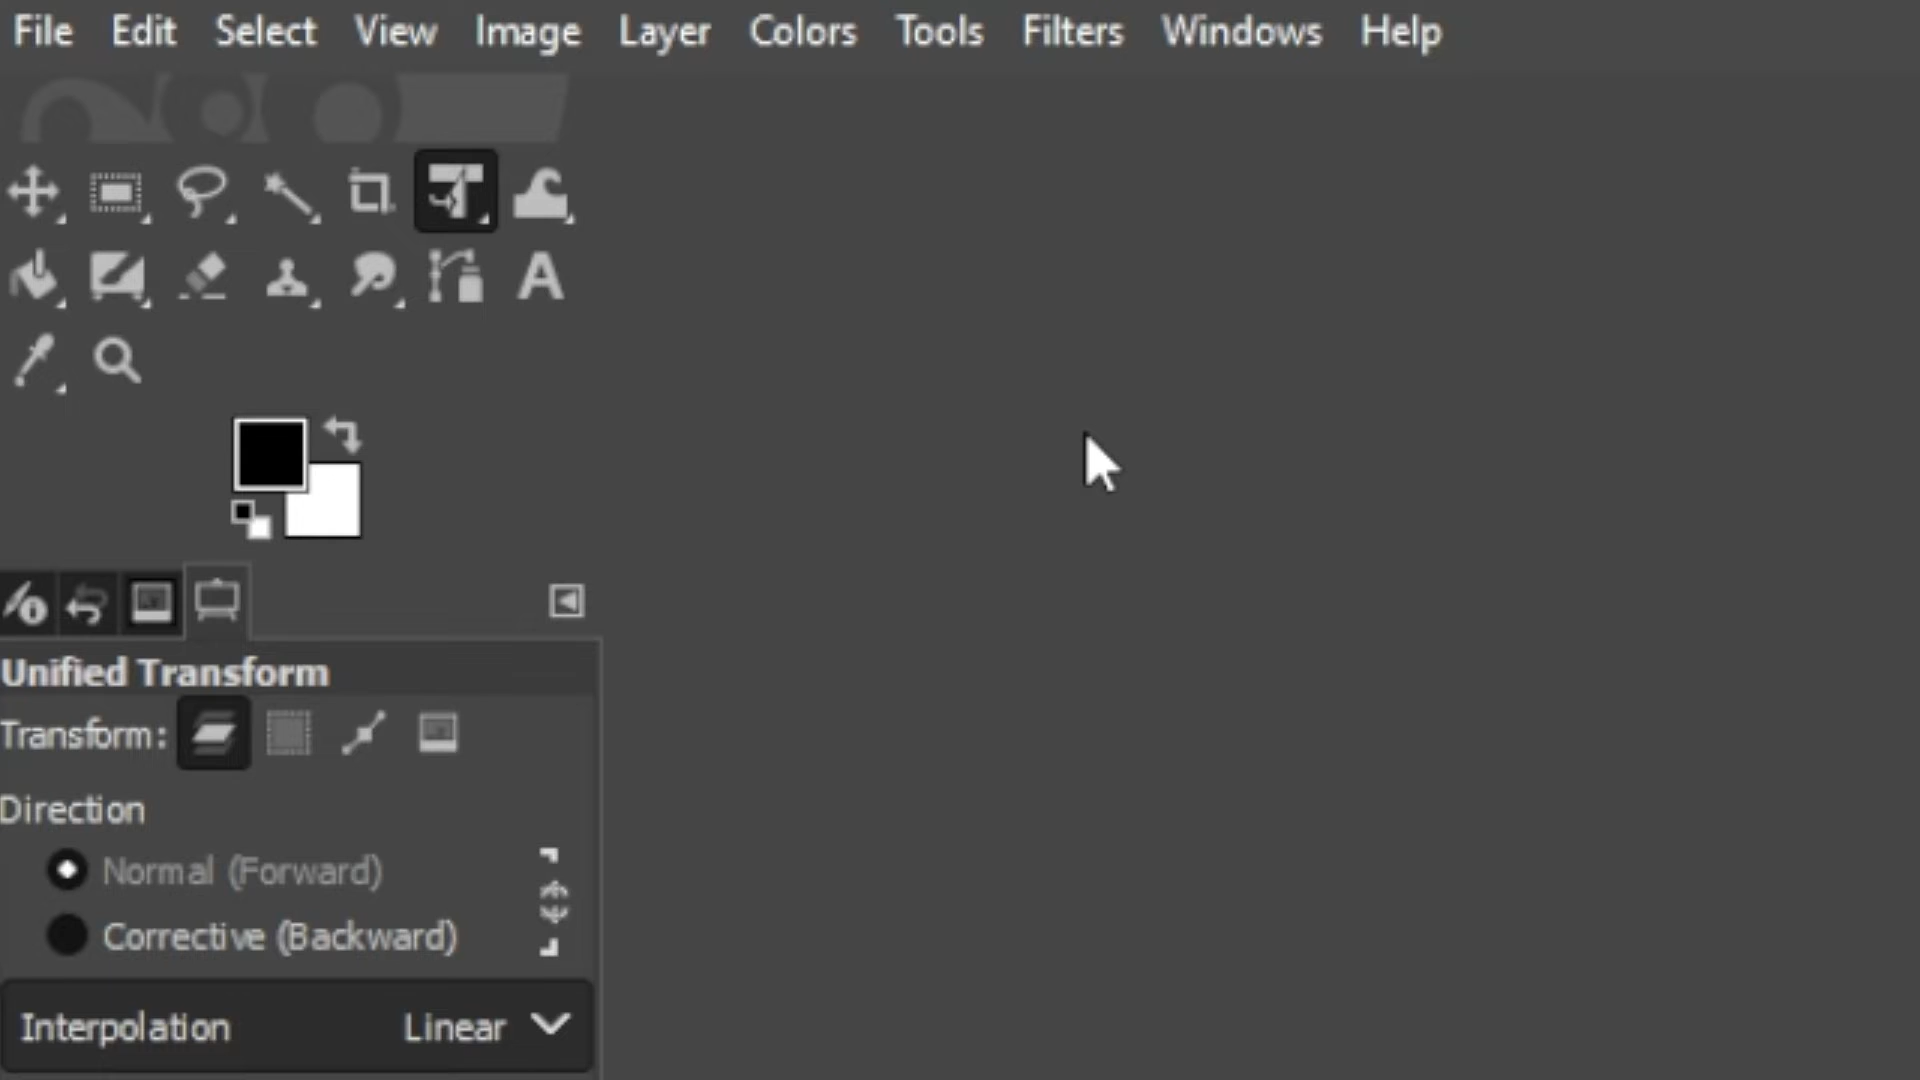 File Edit Select View Image Layer Colors Tools Filters Windows Help
Unified Transform
Transform:
Direction
Normal (Forward)
Corrective (Backward)
Interpolation Linear